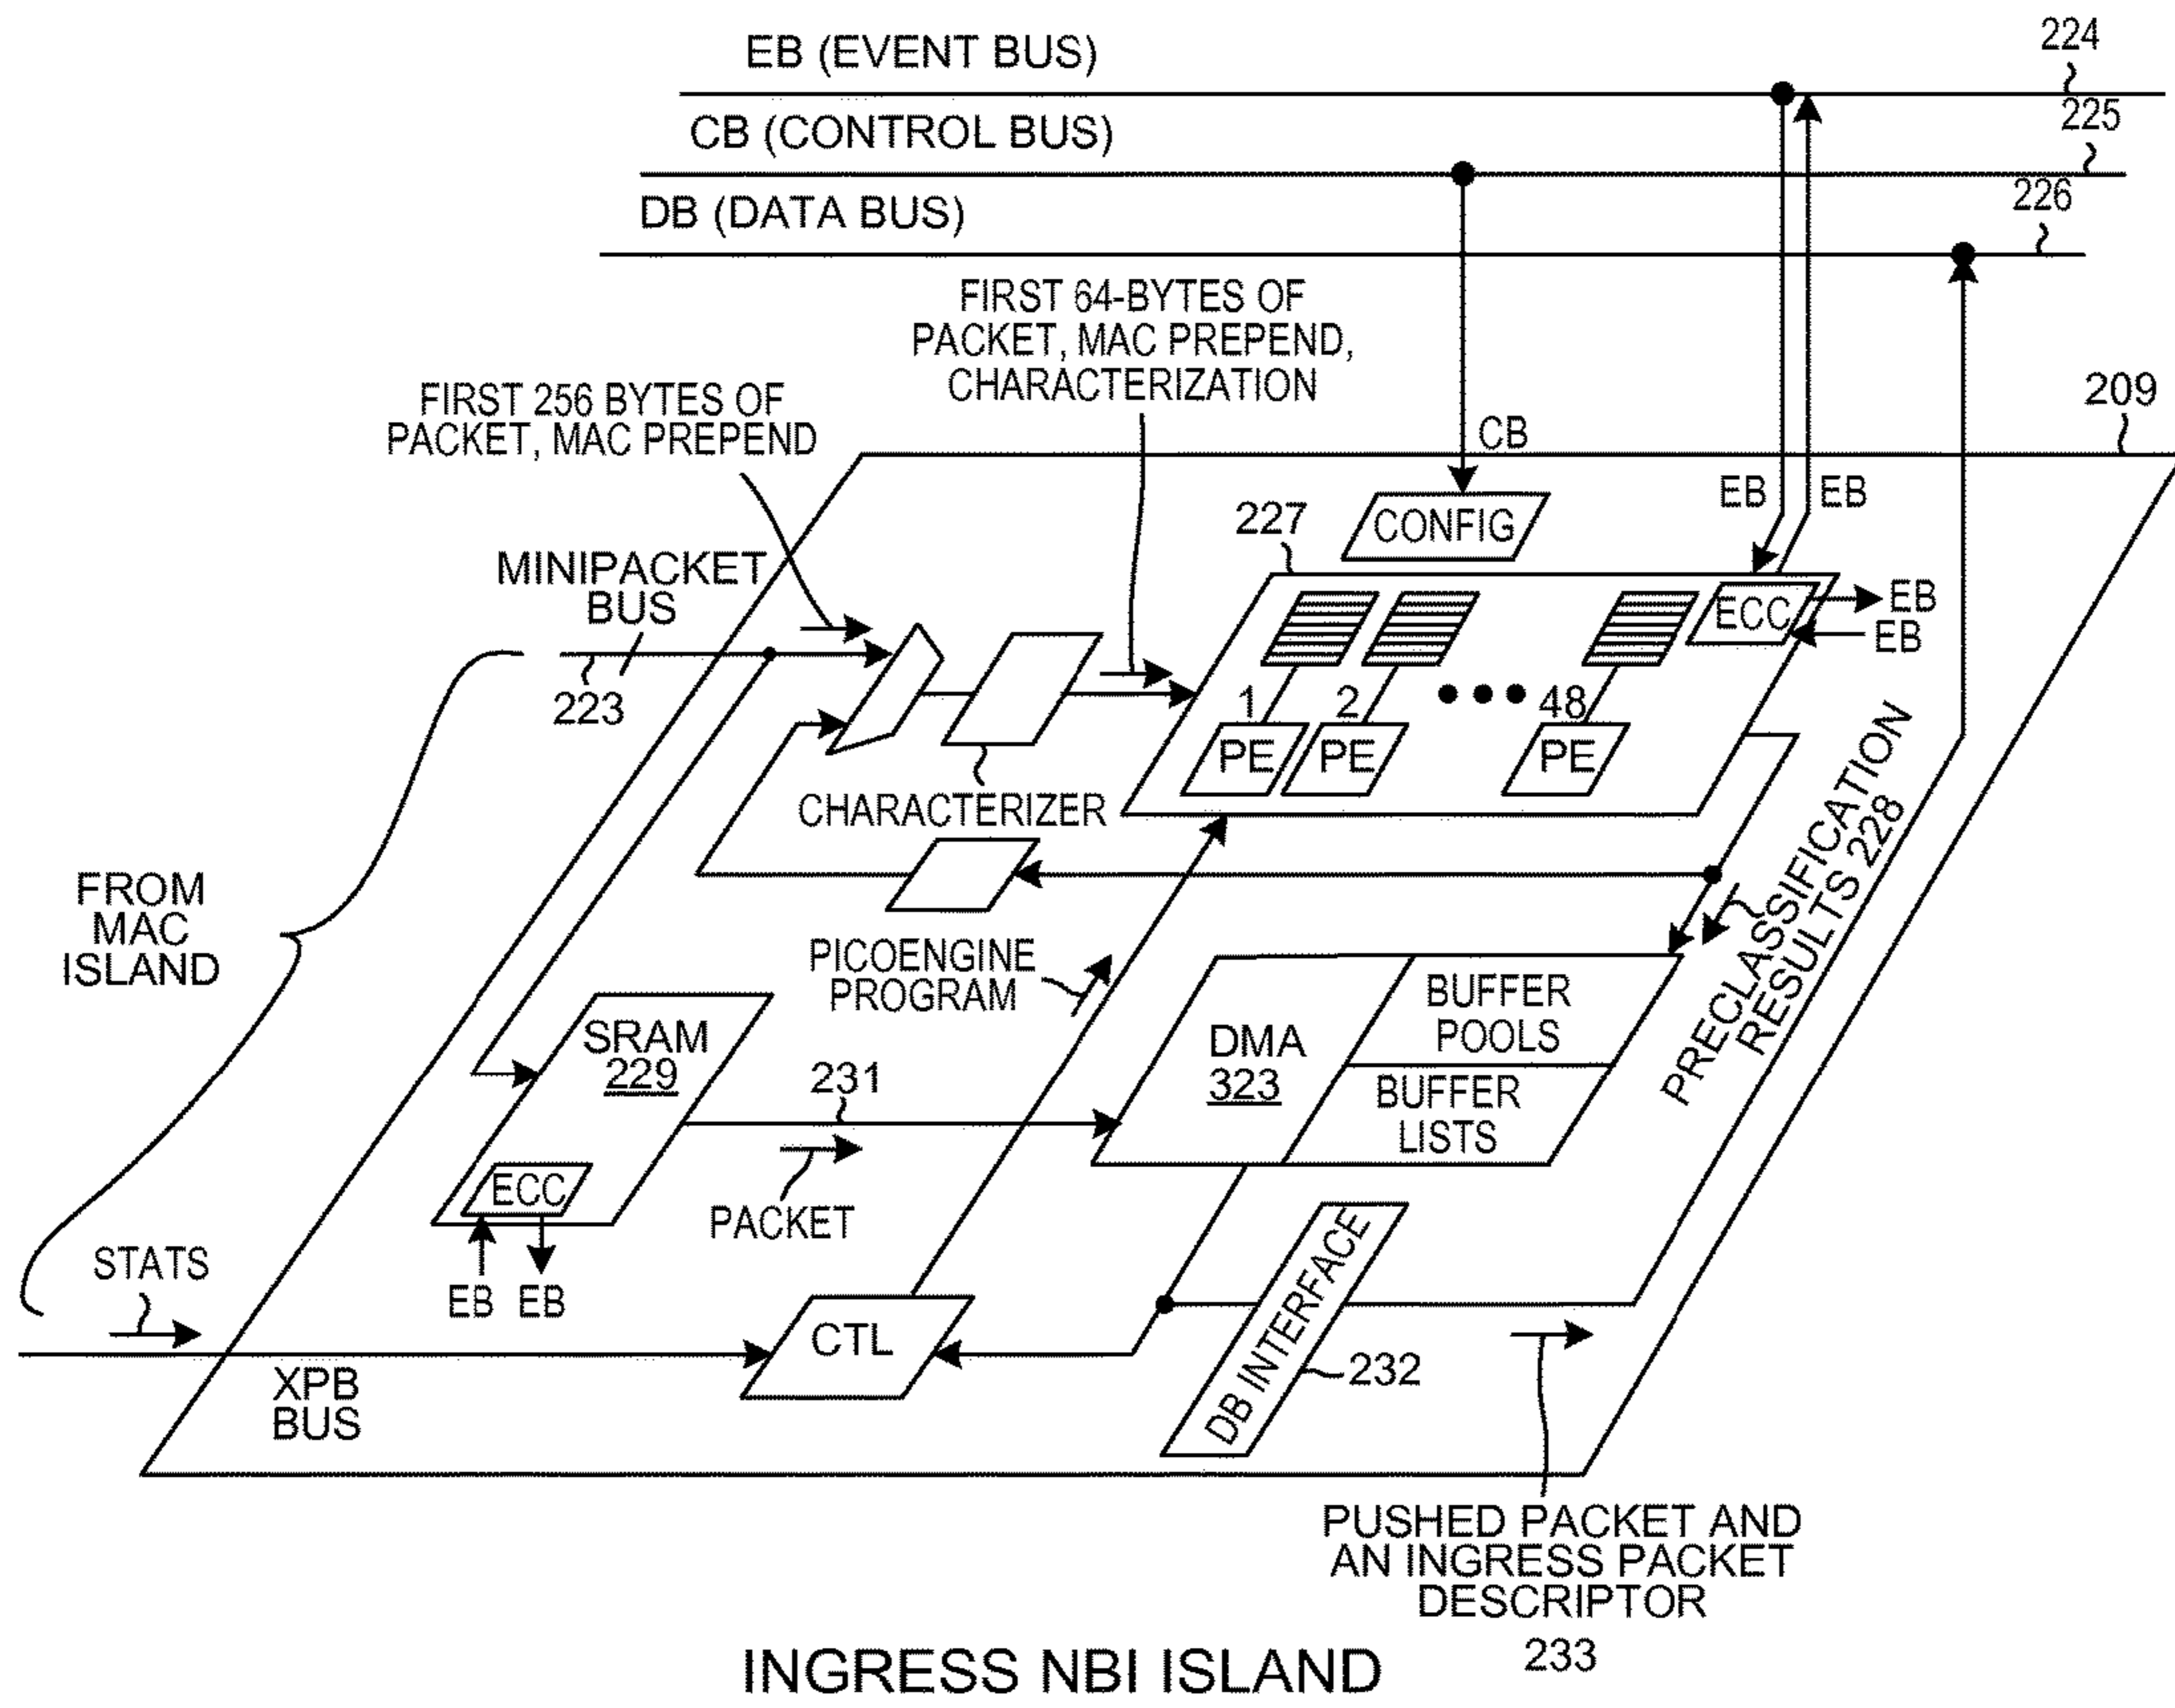 EB (EVENT BUS)
224
CB (CONTROL BUS)
225
DB (DATA BUS)
226
FIRST 64-BYTES OF
PACKET, MAC PREPEND,
CHARACTERIZATION
FIRST 256 BYTES OF
PACKET, MAC PREPEND
209
CB
EB
EB
227
CONFIG
MINIPACKET
BUS
223
ECC
EB
EB
1
2
48
PE
PE
PE
CHARACTERIZER
PRECLASSIFICATION
RESULTS 228
FROM
MAC
ISLAND
PICOENGINE
PROGRAM
SRAM
229
231
DMA
323
BUFFER
POOLS
BUFFER
LISTS
ECC
PACKET
EB
EB
STATS
CTL
DB INTERFACE
232
XPB
BUS
PUSHED PACKET AND
AN INGRESS PACKET
DESCRIPTOR
233
INGRESS NBI ISLAND